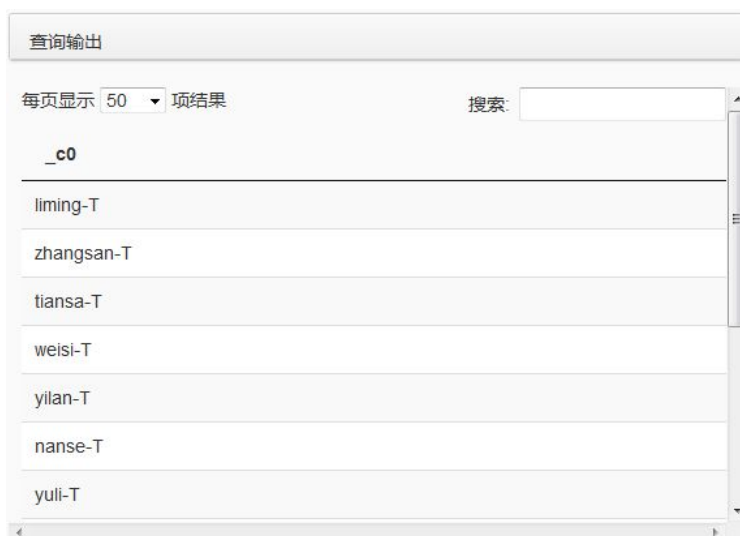 查询输出
每页显示 50 项结果 搜索:
_c0
liming-T
zhangsan-T
tiansa-T
weisi-T
yilan-T
nanse-T
yuli-T